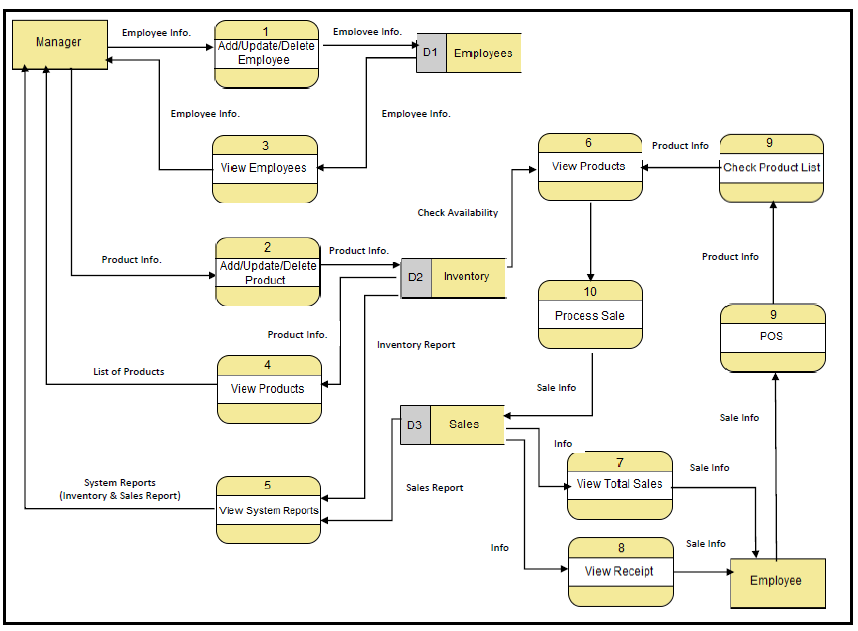 Manager
Employee Info.
1
Add/Update/Delete
Employee
Employee Info.
D1
Employees
Employee Info.
Employee Info.
3
View Employees
6
View Products
Product Info
9
Check Product List
Check Availability
Product Info.
2
Add/Update/Delete
Product
Product Info.
D2
Inventory
Product Info
10
Process Sale
9
POS
Product Info.
Inventory Report
List of Products
4
View Products
Sale Info
D3
Sales
Sale Info
Info
7
View Total Sales
Sale Info
System Reports
(Inventory & Sales Report)
5
View System Reports
Sales Report
Info
8
View Receipt
Sale Info
Employee